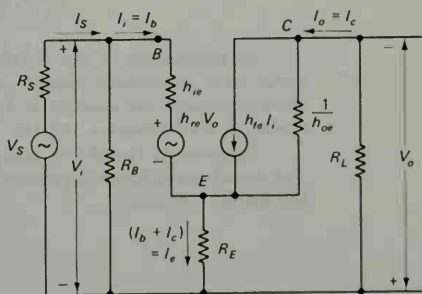 I_S
I_i = I_b
I_o = I_c
+
B
C
−
R_S
h_ie
+
h_re V_o
−
h_fe I_i
1/h_oe
V_S
V_i
R_B
R_L
V_o
E
(I_b + I_c)
= I_e
R_E
−
+